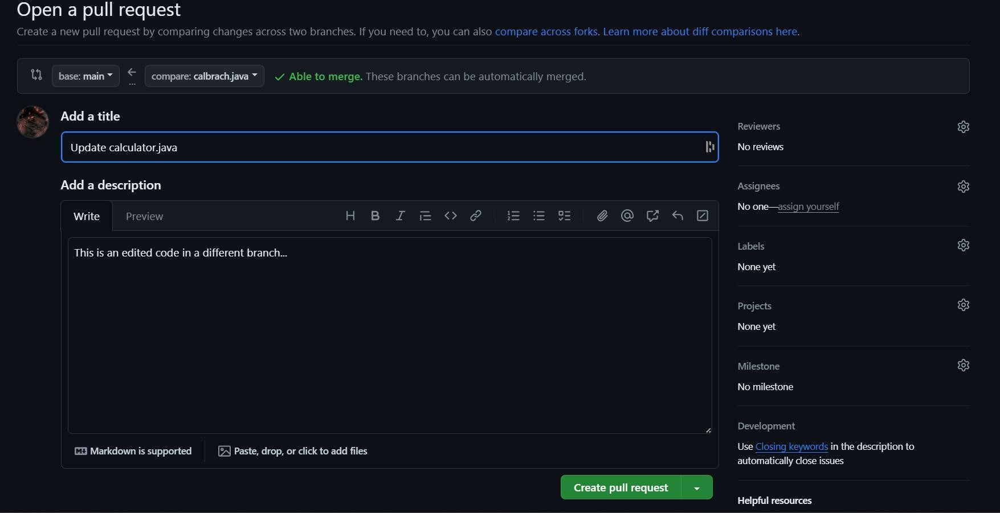 Open a pull request
Create a new pull request by comparing changes across two branches. If you need to, you can also compare across forks. Learn more about diff comparisons here.
base: main
...
compare: calbrach.java
Able to merge. These branches can be automatically merged.
Add a title
Update calculator.java
Add a description
Write
Preview
This is an edited code in a different branch...
Markdown is supported
Paste, drop, or click to add files
Create pull request
Reviewers
No reviews
Assignees
No one—assign yourself
Labels
None yet
Projects
None yet
Milestone
No milestone
Development
Use Closing keywords in the description to
automatically close issues
Helpful resources